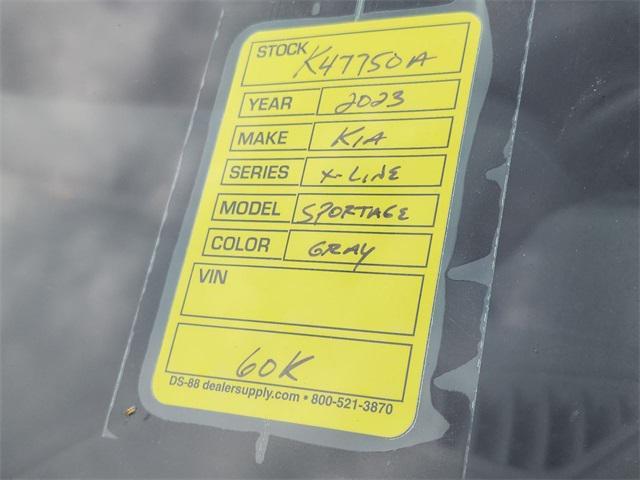 STOCK K47750A
YEAR 2023
MAKE KIA
SERIES X-LINE
MODEL SPORTAGE
COLOR GRAY
VIN
60K
DS-88 dealersupply.com • 800-521-3870